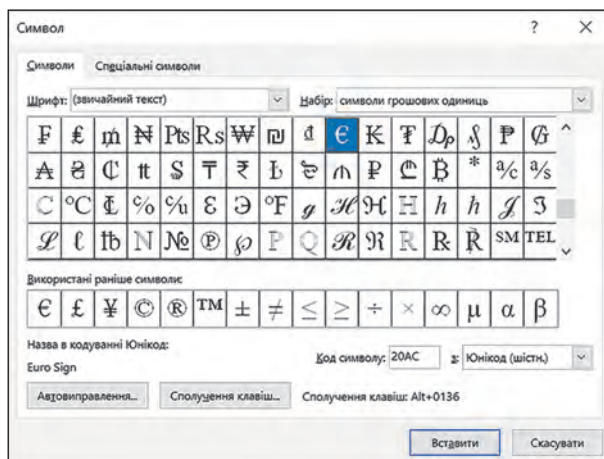 Символ ? ×
Символи Спеціальні символи
Шрифт: (звичайний текст) Набір: символи грошових одиниць
₣ ₤ ₥ ₦ ₧ ₨ ₩ ₪ ₫ € ₭ ₮ ₯ ₰ ₱ ₲
₳ ₴ ₵ ₶ ₷ ₸ ₹ ₺ ₻ ₼ ₽ ₾ ₿ * ℀ ℁
ℂ ℃ ℄ ℅ ℆ ℇ ℈ ℉ ℊ ℋ ℌ ℍ ℎ ℏ ℐ ℑ
ℒ ℓ ℔ ℕ № ℗ ℘ ℙ ℚ ℛ ℜ ℝ ℞ ℟ ℠ ℡
Використані раніше символи:
€ £ ¥ © ® ™ ± ≠ ≤ ≥ ÷ × ∞ µ α β
Назва в кодуванні Юнікод:
Euro Sign
Код символу: 20AC з: Юнікод (шістн.)
Автовиправлення... Сполучення клавіш... Сполучення клавіш: Alt+0136
Вставити Скасувати